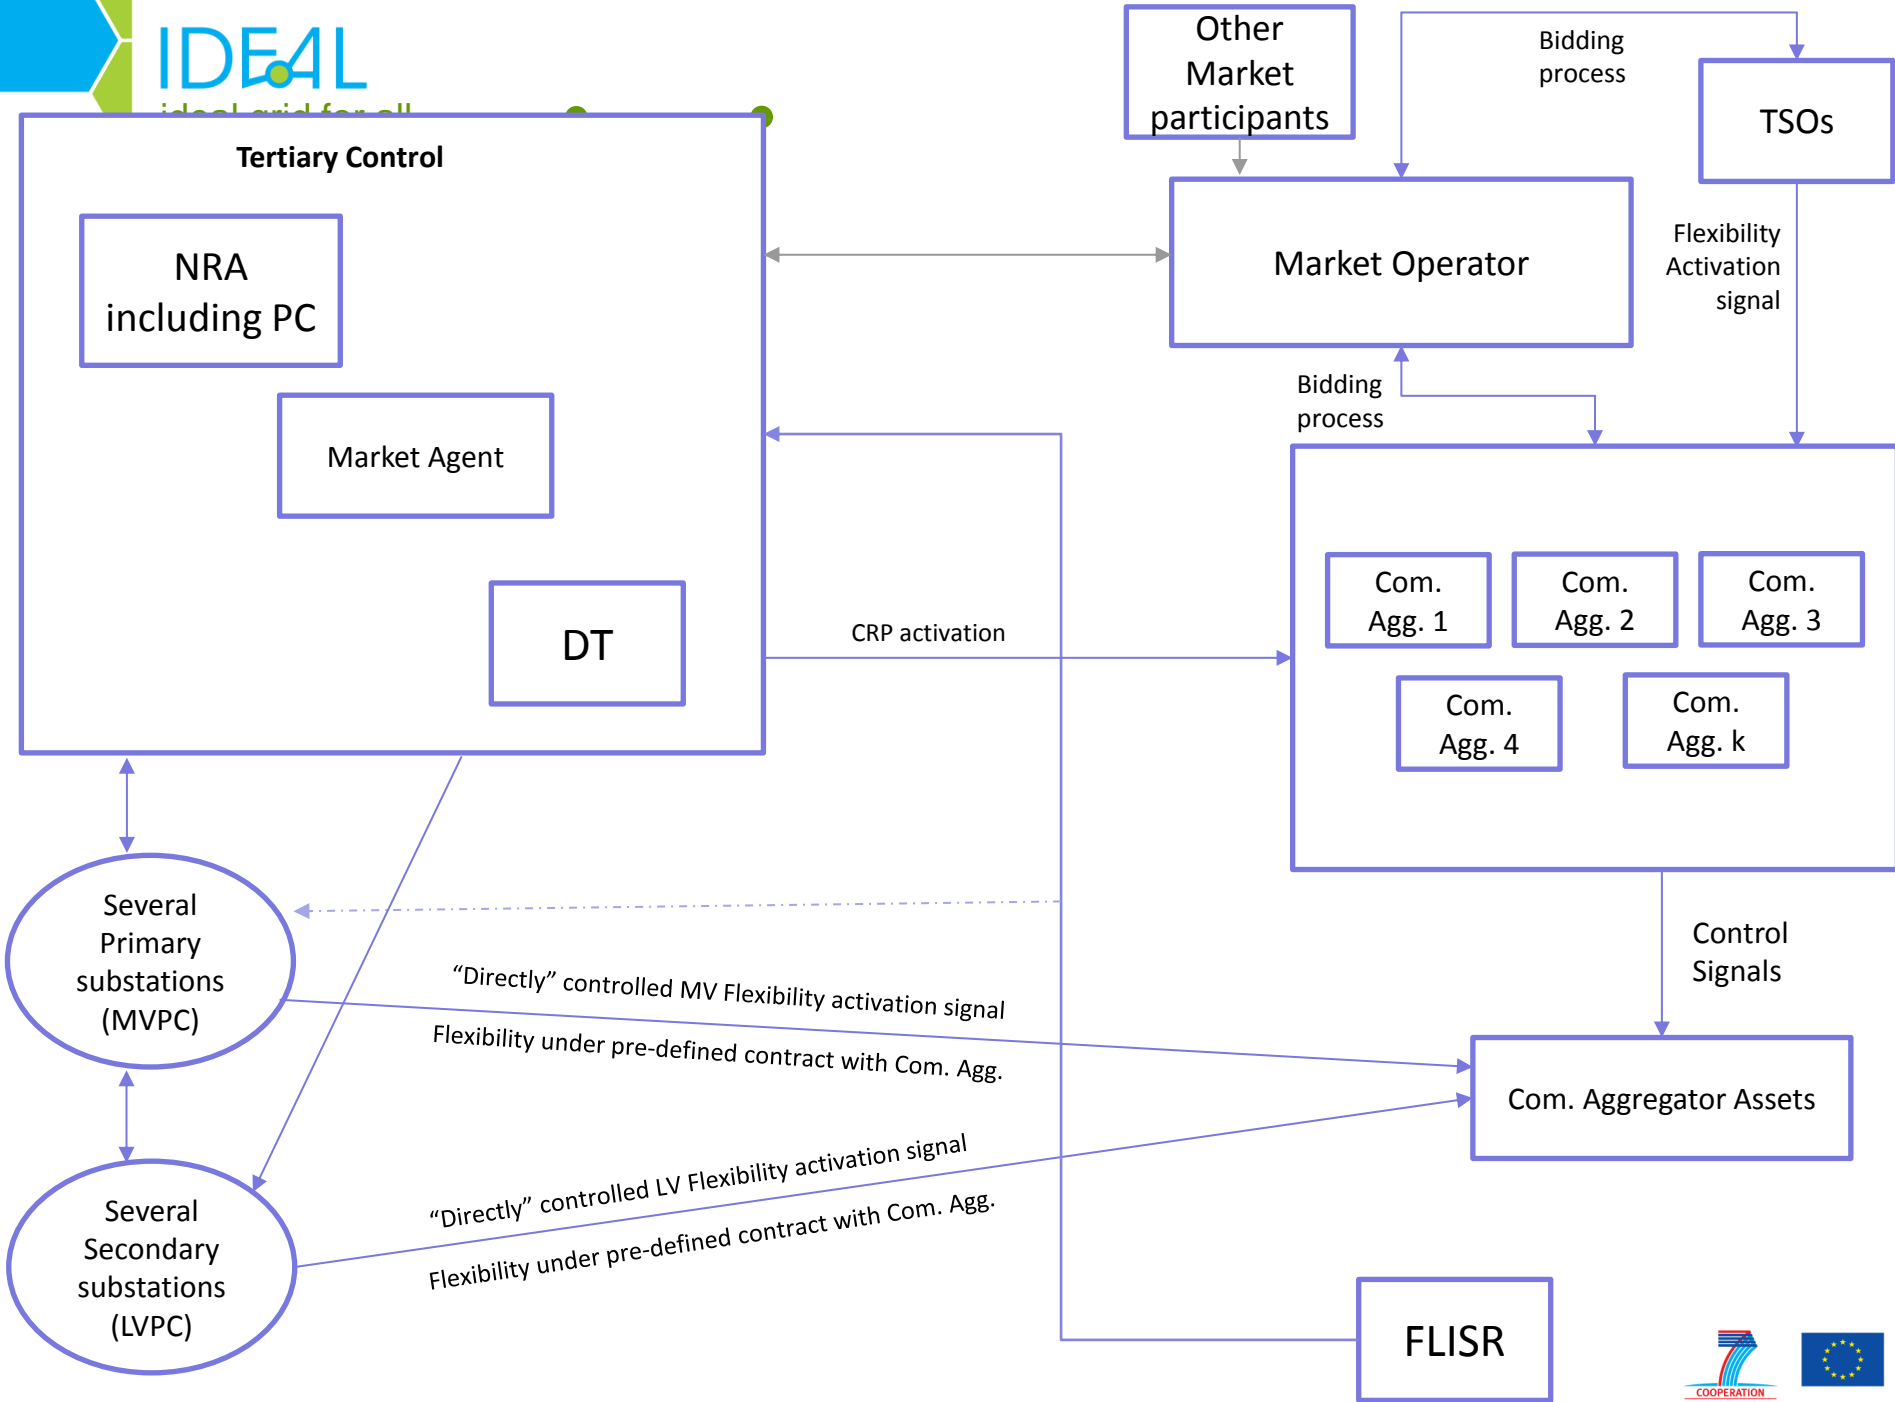 IDE4L
ideal grid for all
Tertiary Control
NRA
including PC
Market Agent
DT
Other
Market
participants
Bidding
process
TSOs
Market Operator
Flexibility
Activation
signal
Bidding
process
CRP activation
Com.
Agg. 1
Com.
Agg. 2
Com.
Agg. 3
Com.
Agg. 4
Com.
Agg. k
Several
Primary
substations
(MVPC)
“Directly” controlled MV Flexibility activation signal
Flexibility under pre-defined contract with Com. Agg.
Control
Signals
Com. Aggregator Assets
Several
Secondary
substations
(LVPC)
“Directly” controlled LV Flexibility activation signal
Flexibility under pre-defined contract with Com. Agg.
FLISR
COOPERATION